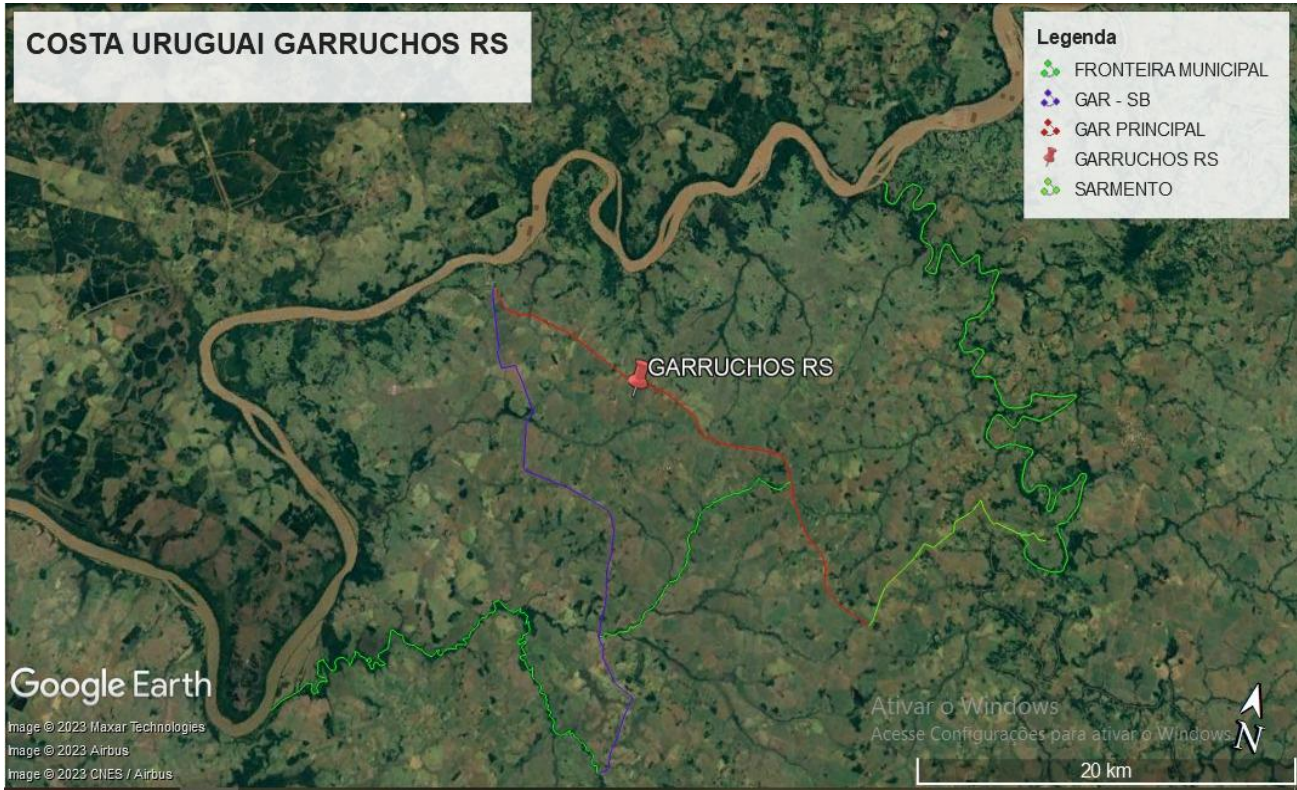 COSTA URUGUAI GARRUCHOS RS
Legenda
FRONTEIRA MUNICIPAL
GAR - SB
GAR PRINCIPAL
GARRUCHOS RS
SARMENTO
GARRUCHOS RS
Google Earth
Image © 2023 Maxar Technologies
Image © 2023 Airbus
Image © 2023 CNES / Airbus
Ativar o Windows
Acesse Configurações para ativar o Windows.
N
20 km